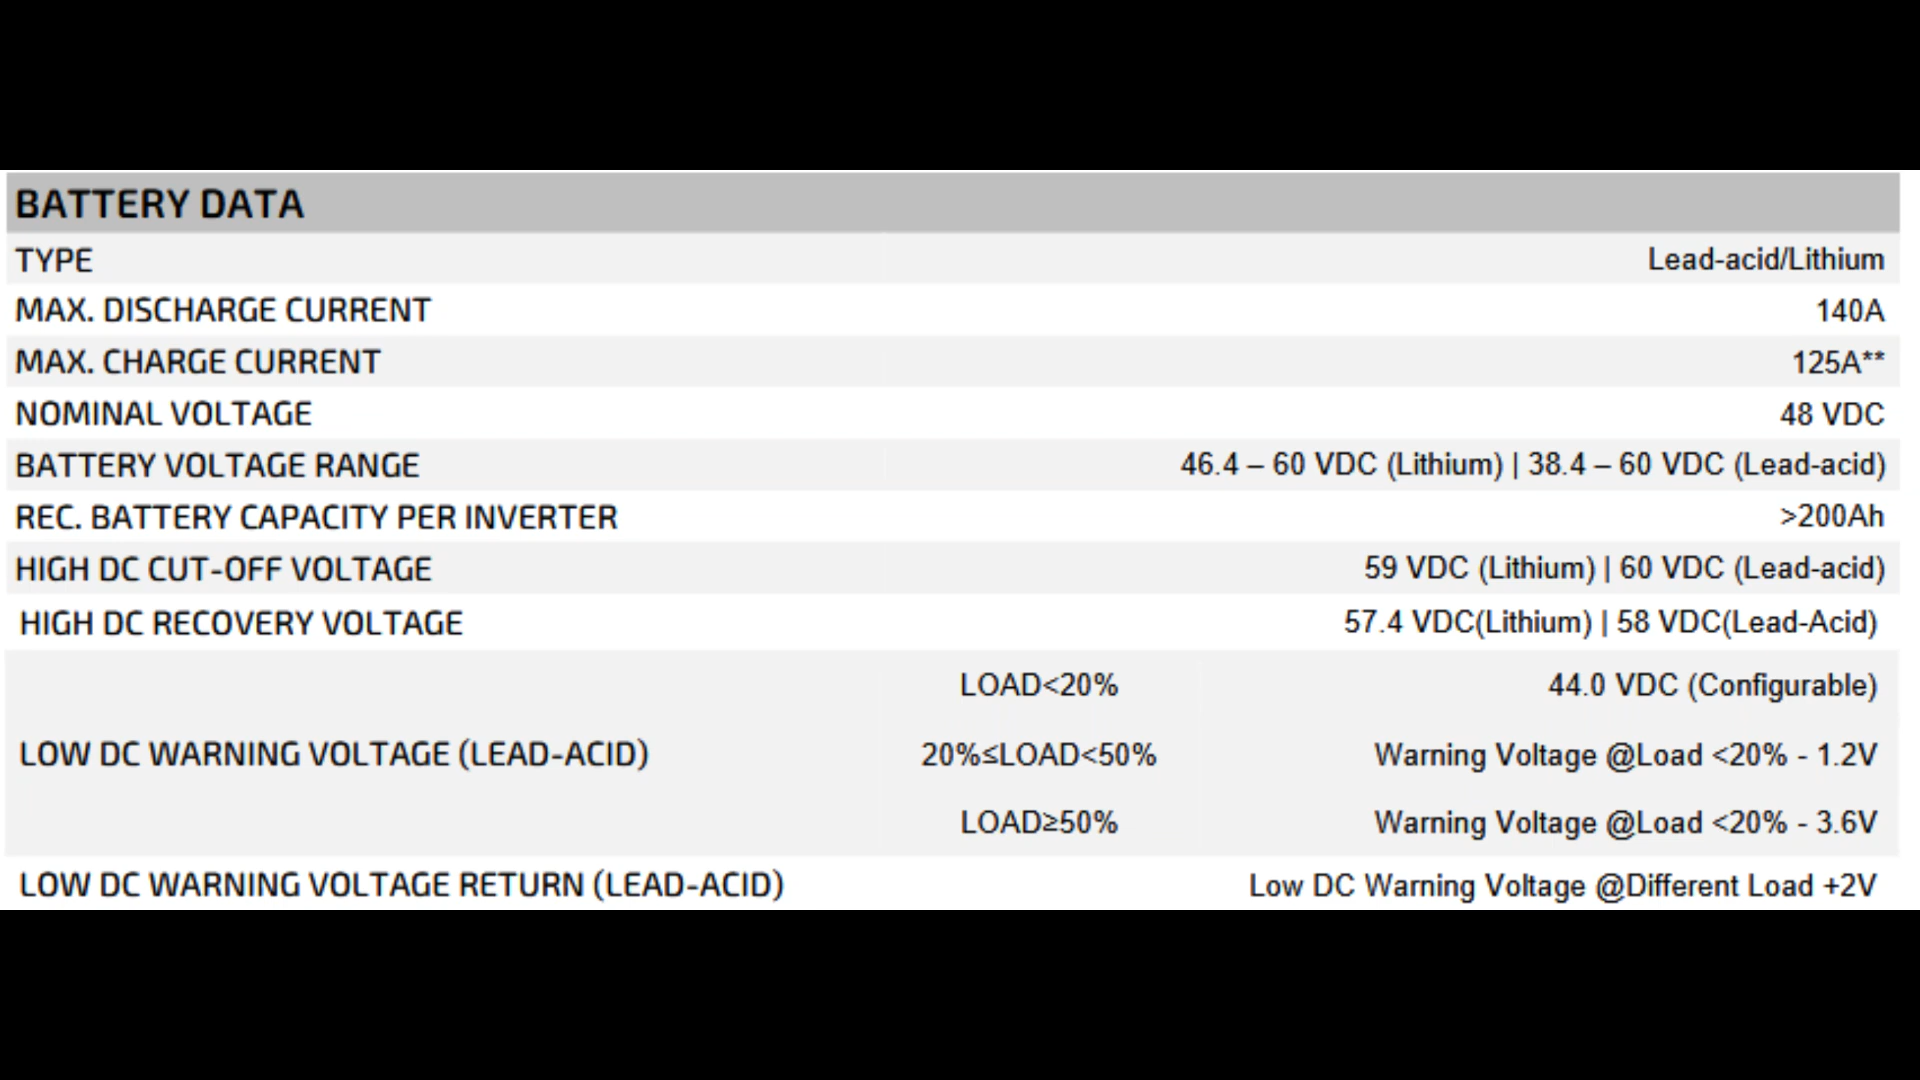 BATTERY DATA
TYPE Lead-acid/Lithium
MAX. DISCHARGE CURRENT 140A
MAX. CHARGE CURRENT 125A**
NOMINAL VOLTAGE 48 VDC
BATTERY VOLTAGE RANGE 46.4 – 60 VDC (Lithium) | 38.4 – 60 VDC (Lead-acid)
REC. BATTERY CAPACITY PER INVERTER >200Ah
HIGH DC CUT-OFF VOLTAGE 59 VDC (Lithium) | 60 VDC (Lead-acid)
HIGH DC RECOVERY VOLTAGE 57.4 VDC(Lithium) | 58 VDC(Lead-Acid)
LOAD<20% 44.0 VDC (Configurable)
LOW DC WARNING VOLTAGE (LEAD-ACID) 20%≤LOAD<50% Warning Voltage @Load <20% - 1.2V
LOAD≥50% Warning Voltage @Load <20% - 3.6V
LOW DC WARNING VOLTAGE RETURN (LEAD-ACID) Low DC Warning Voltage @Different Load +2V